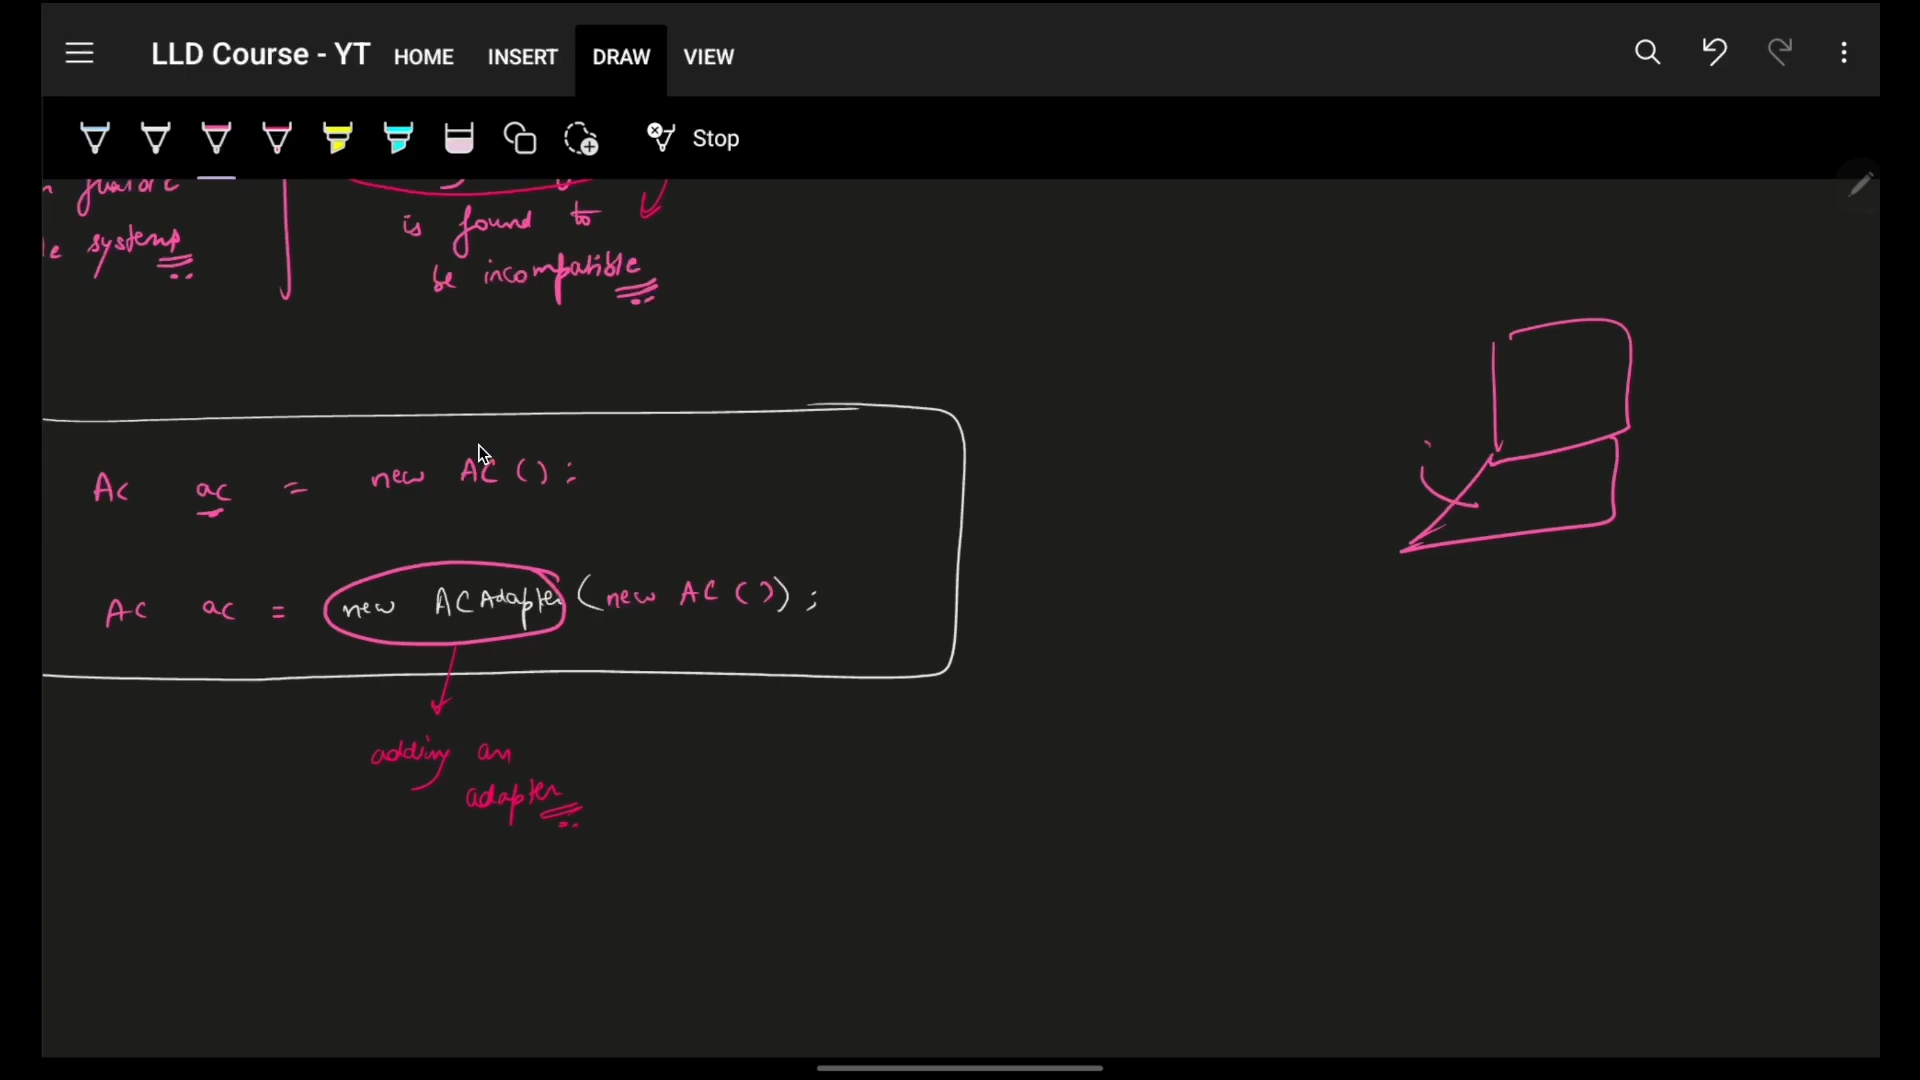 LLD Course - YT HOME INSERT DRAW VIEW
Stop
systems
is found to
be incompatible
AC ac = new AC ( ) ;
AC ac = new ACAdapter (new AC ( ) ) ;
adding an
adapter